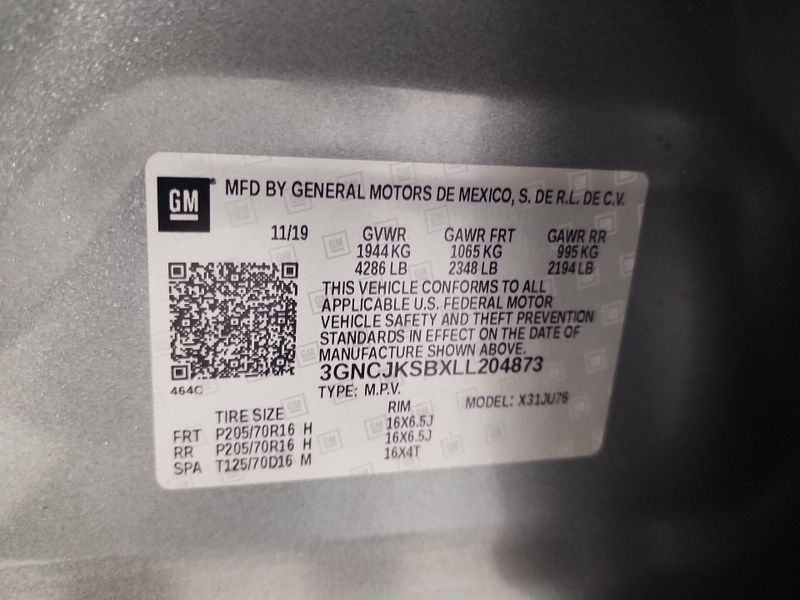 GM MFD BY GENERAL MOTORS DE MEXICO, S. DE R.L. DE C.V.
11/19 GVWR GAWR FRT GAWR RR
1944 KG 1065 KG 995 KG
4286 LB 2348 LB 2194 LB
THIS VEHICLE CONFORMS TO ALL
APPLICABLE U.S. FEDERAL MOTOR
VEHICLE SAFETY AND THEFT PREVENTION
STANDARDS IN EFFECT ON THE DATE OF
MANUFACTURE SHOWN ABOVE.
3GNCJKSBXLL204873
464C
TYPE: M.P.V. MODEL: X31JU76
TIRE SIZE RIM
FRT P205/70R16 H 16X6.5J
RR P205/70R16 H 16X6.5J
SPA T125/70D16 M 16X4T